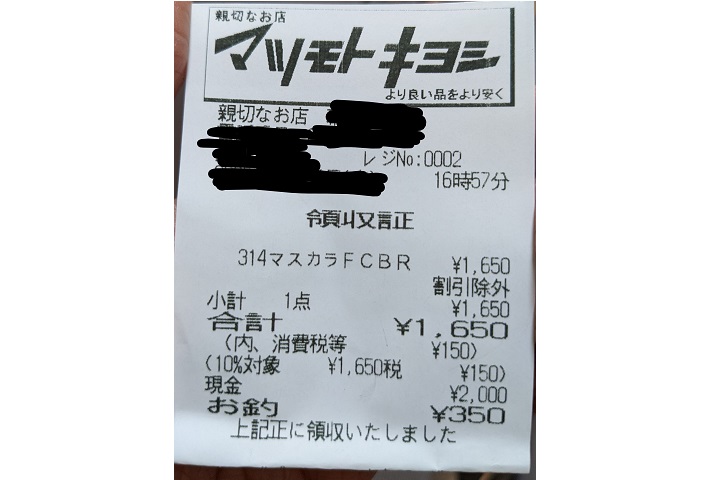 親切なお店
マツモトキヨシ
より良い品をより安く
親切なお店
レジNo:0002
16時57分
領収証
314マスカラFCBR ¥1,650
割引除外
小計 1点 ¥1,650
合計 ¥1,650
(内、消費税等 ¥150)
(10%対象 ¥1,650税 ¥150)
現金 ¥2,000
お釣 ¥350
上記正に領収いたしました